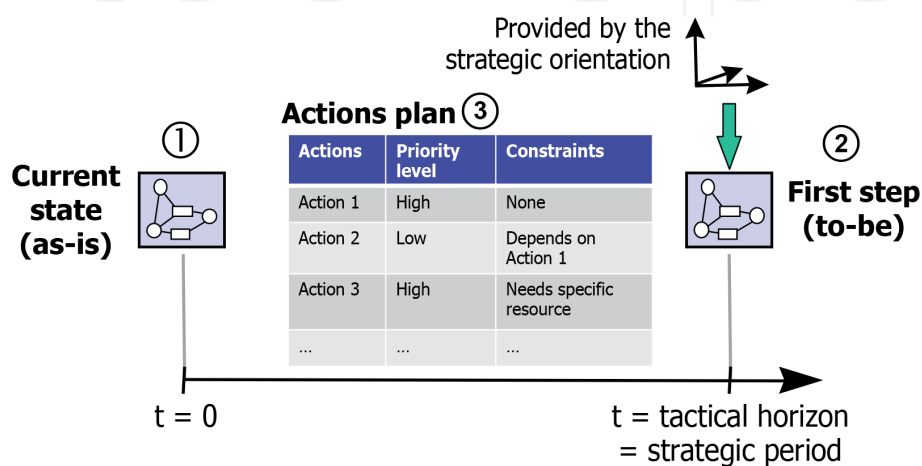 Provided by the
strategic orientation
Actions plan ③
① ②
Current
state
(as-is)
First step
(to-be)
Actions Priority level Constraints
Action 1 High None
Action 2 Low Depends on Action 1
Action 3 High Needs specific resource
... ... ...
t = 0
t = tactical horizon
= strategic period